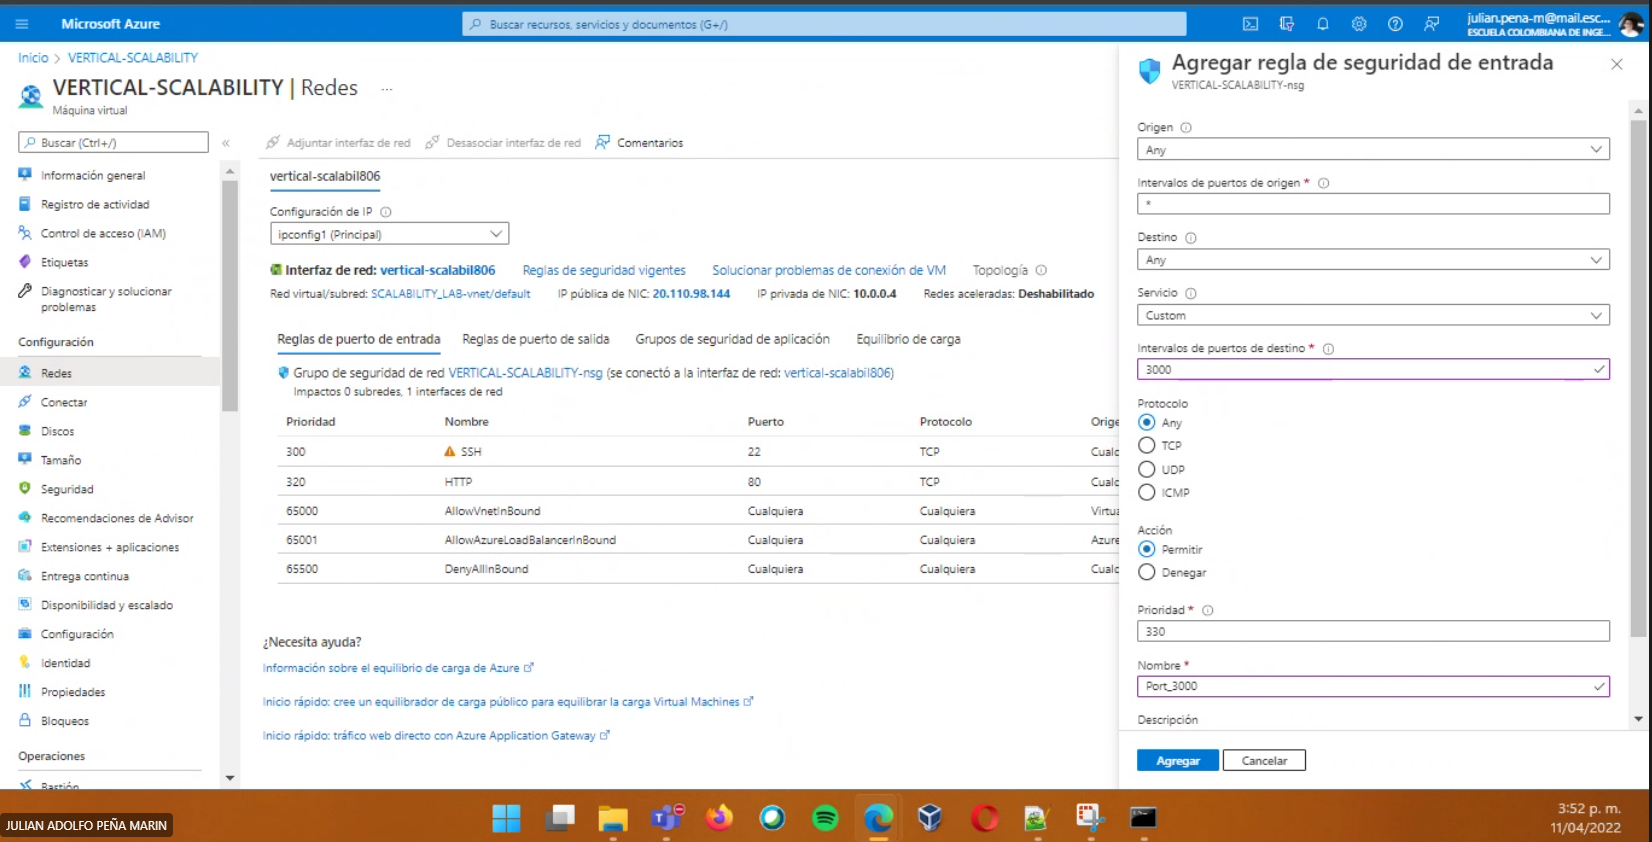 Microsoft Azure
Buscar recursos, servicios y documentos (G+/)
julian.pena-m@mail.esc...
ESCUELA COLOMBIANA DE INGE...
Inicio > VERTICAL-SCALABILITY
VERTICAL-SCALABILITY | Redes ...
Máquina virtual
Buscar (Ctrl+/)
«
Información general
Registro de actividad
Control de acceso (IAM)
Etiquetas
Diagnosticar y solucionar
problemas
Configuración
Redes
Conectar
Discos
Tamaño
Seguridad
Recomendaciones de Advisor
Extensiones + aplicaciones
Entrega continua
Disponibilidad y escalado
Configuración
Identidad
Propiedades
Bloqueos
Operaciones
Bastión
Adjuntar interfaz de red Desasociar interfaz de red Comentarios
vertical-scalabil806
Configuración de IP
ipconfig1 (Principal)
Interfaz de red: vertical-scalabil806 Reglas de seguridad vigentes Solucionar problemas de conexión de VM Topología
Red virtual/subred: SCALABILITY_LAB-vnet/default IP pública de NIC: 20.110.98.144 IP privada de NIC: 10.0.0.4 Redes aceleradas: Deshabilitado
Reglas de puerto de entrada Reglas de puerto de salida Grupos de seguridad de aplicación Equilibrio de carga
Grupo de seguridad de red VERTICAL-SCALABILITY-nsg (se conectó a la interfaz de red: vertical-scalabil806)
Impactos 0 subredes, 1 interfaces de red
Prioridad Nombre Puerto Protocolo Orige
300 SSH 22 TCP Cualc
320 HTTP 80 TCP Cualc
65000 AllowVnetInBound Cualquiera Cualquiera Virtua
65001 AllowAzureLoadBalancerInBound Cualquiera Cualquiera Azure
65500 DenyAllInBound Cualquiera Cualquiera Cualc
¿Necesita ayuda?
Información sobre el equilibrio de carga de Azure
Inicio rápido: cree un equilibrador de carga público para equilibrar la carga Virtual Machines
Inicio rápido: tráfico web directo con Azure Application Gateway
Agregar regla de seguridad de entrada
VERTICAL-SCALABILITY-nsg
Origen
Any
Intervalos de puertos de origen *
*
Destino
Any
Servicio
Custom
Intervalos de puertos de destino *
3000
Protocolo
Any
TCP
UDP
ICMP
Acción
Permitir
Denegar
Prioridad *
330
Nombre *
Port_3000
Descripción
Agregar Cancelar
JULIAN ADOLFO PEÑA MARIN
3:52 p. m.
11/04/2022